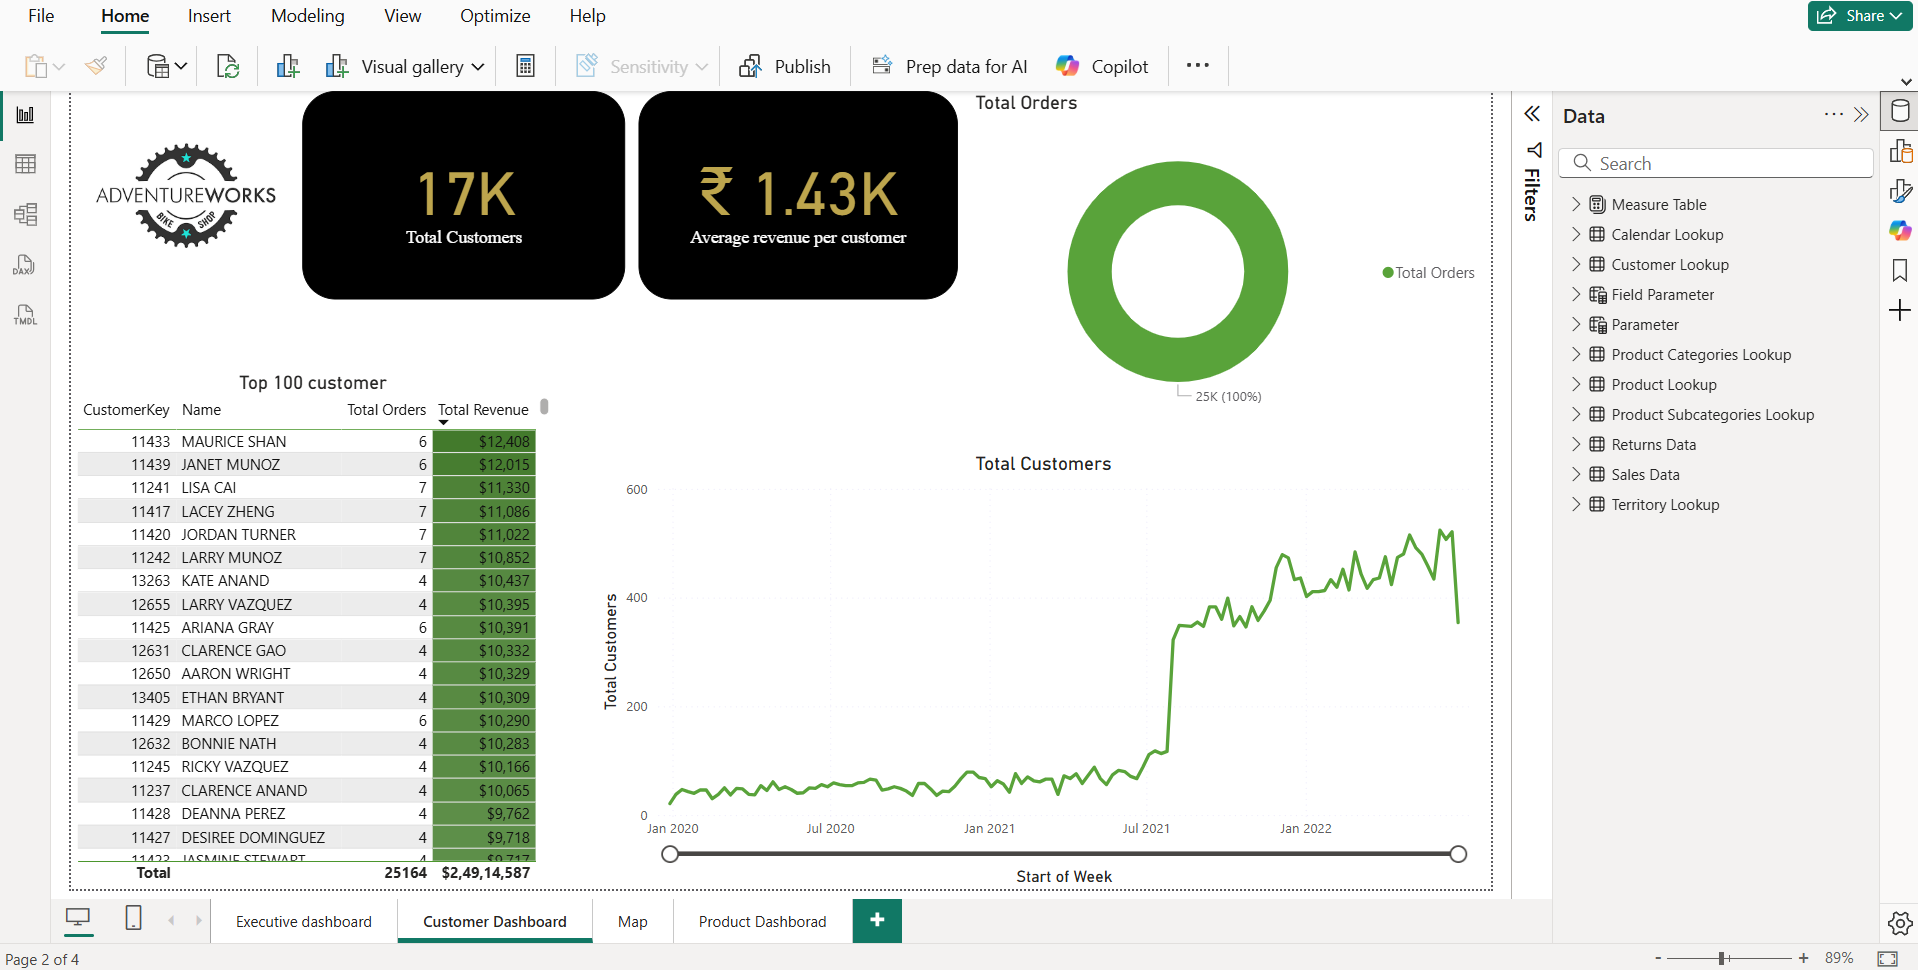 File Home Insert Modeling View Optimize Help Share
Visual gallery Sensitivity Publish Prep data for AI Copilot
DAX
TMDL
ADVENTUREWORKS
BIKE SHOP
17K
Total Customers
₹ 1.43K
Average revenue per customer
Total Orders
Total Orders
25K (100%)
Top 100 customer
CustomerKey Name Total Orders Total Revenue
11433 MAURICE SHAN 6 $12,408
11439 JANET MUNOZ 6 $12,015
11241 LISA CAI 7 $11,330
11417 LACEY ZHENG 7 $11,086
11420 JORDAN TURNER 7 $11,022
11242 LARRY MUNOZ 7 $10,852
13263 KATE ANAND 4 $10,437
12655 LARRY VAZQUEZ 4 $10,395
11425 ARIANA GRAY 6 $10,391
12631 CLARENCE GAO 4 $10,332
12650 AARON WRIGHT 4 $10,329
13405 ETHAN BRYANT 4 $10,309
11429 MARCO LOPEZ 6 $10,290
12632 BONNIE NATH 4 $10,283
11245 RICKY VAZQUEZ 4 $10,166
11237 CLARENCE ANAND 4 $10,065
11428 DEANNA PEREZ 4 $9,762
11427 DESIREE DOMINGUEZ 4 $9,718
11423 JASMINE STEWART 4 $9,717
Total 25164 $2,49,14,587
Total Customers
Total Customers
600
400
200
0
Jan 2020 Jul 2020 Jan 2021 Jul 2021 Jan 2022
Start of Week
Filters
Data
Search
Measure Table
Calendar Lookup
Customer Lookup
Field Parameter
Parameter
Product Categories Lookup
Product Lookup
Product Subcategories Lookup
Returns Data
Sales Data
Territory Lookup
Executive dashboard Customer Dashboard Map Product Dashborad
Page 2 of 4
89%